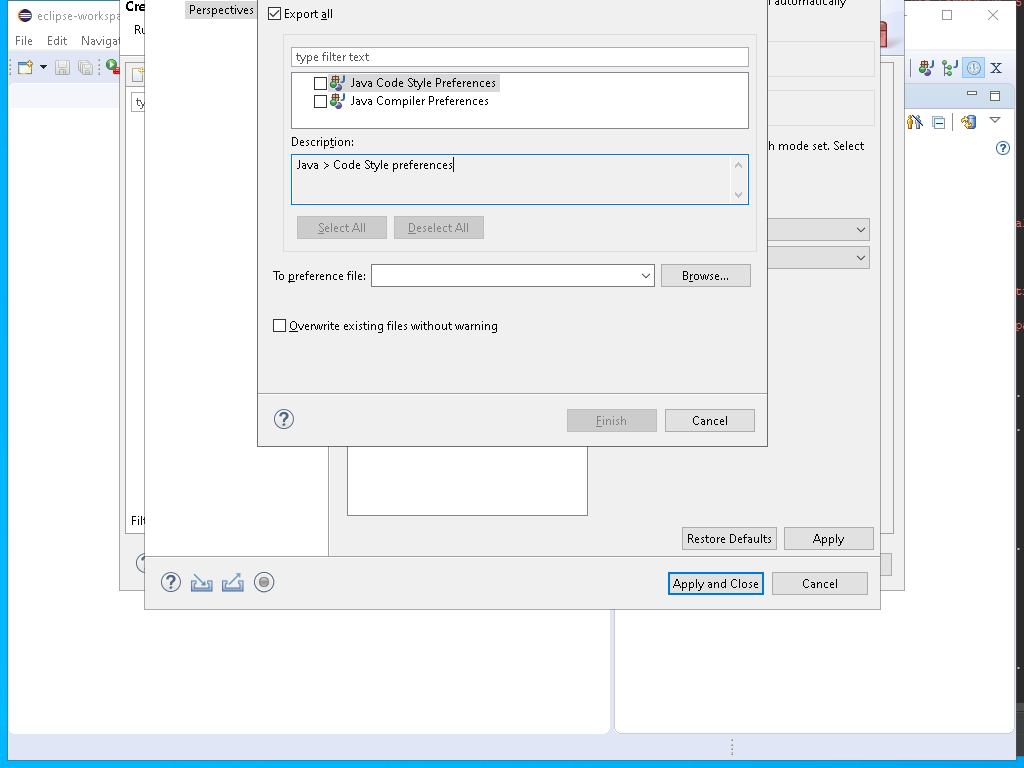 eclipse-workspa
File Edit Navigat
Cre
Ru
ty
Filt
Perspectives
Export all
type filter text
Java Code Style Preferences
Java Compiler Preferences
Description:
Java > Code Style preferences
Select All Deselect All
To preference file: Browse...
Overwrite existing files without warning
Finish Cancel
automatically
h mode set. Select
Restore Defaults Apply
Apply and Close Cancel